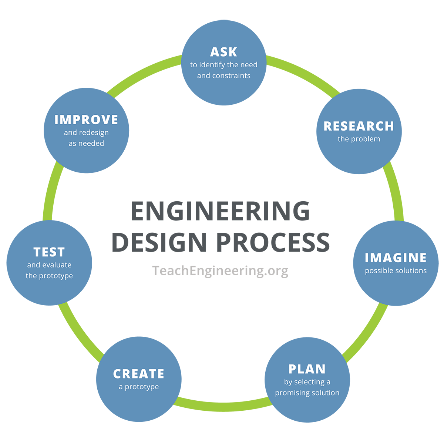 ENGINEERING
DESIGN PROCESS
TeachEngineering.org
ASK
to identify the need
and constraints
RESEARCH
the problem
IMAGINE
possible solutions
PLAN
by selecting a
promising solution
CREATE
a prototype
TEST
and evaluate
the prototype
IMPROVE
and redesign
as needed